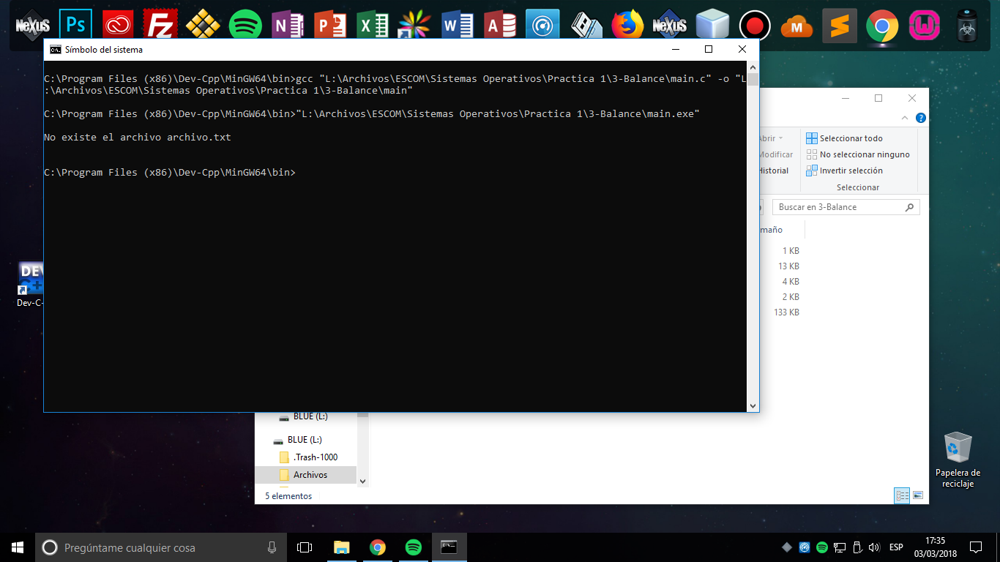 NeXuS
Ps
Fz
N
P
X
W
A
NeXuS
M
Símbolo del sistema
C:\Program Files (x86)\Dev-Cpp\MinGW64\bin>gcc "L:\Archivos\ESCOM\Sistemas Operativos\Practica 1\3-Balance\main.c" -o "L
:\Archivos\ESCOM\Sistemas Operativos\Practica 1\3-Balance\main"
C:\Program Files (x86)\Dev-Cpp\MinGW64\bin>"L:\Archivos\ESCOM\Sistemas Operativos\Practica 1\3-Balance\main.exe"
No existe el archivo archivo.txt
C:\Program Files (x86)\Dev-Cpp\MinGW64\bin>
Abrir
Modificar
Historial
Seleccionar todo
No seleccionar ninguno
Invertir selección
Seleccionar
Buscar en 3-Balance
maño
1 KB
13 KB
4 KB
2 KB
133 KB
DEV
C+
Dev-C-
BLUE (L:)
BLUE (L:)
.Trash-1000
Archivos
5 elementos
Papelera de
reciclaje
Pregúntame cualquier cosa
ESP
17:35
03/03/2018